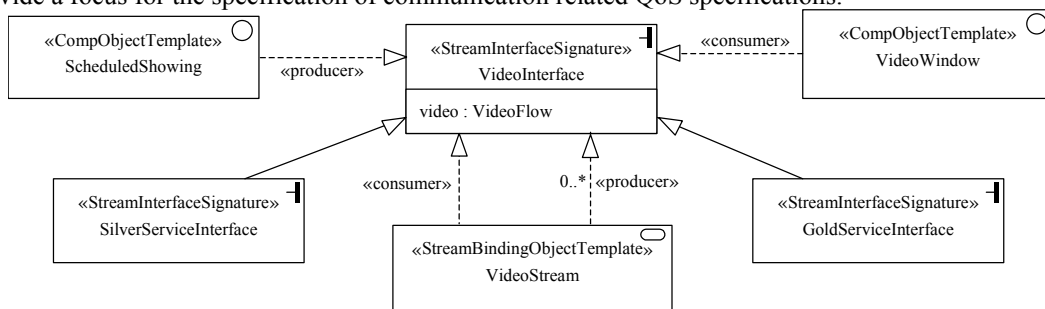 vide a focus for the specification of communication related QoS specifications.
«CompObjectTemplate»
ScheduledShowing
«producer»
«StreamInterfaceSignature»
VideoInterface
video : VideoFlow
«consumer»
«CompObjectTemplate»
VideoWindow
«StreamInterfaceSignature»
SilverServiceInterface
«consumer»
0..* «producer»
«StreamInterfaceSignature»
GoldServiceInterface
«StreamBindingObjectTemplate»
VideoStream